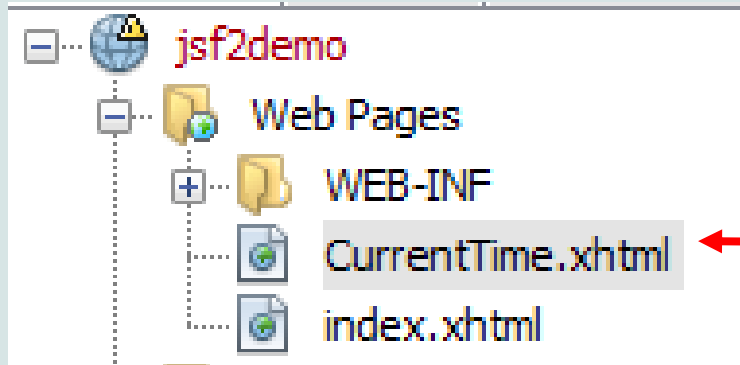 jsf2demo
Web Pages
WEB-INF
CurrentTime.xhtml
index.xhtml